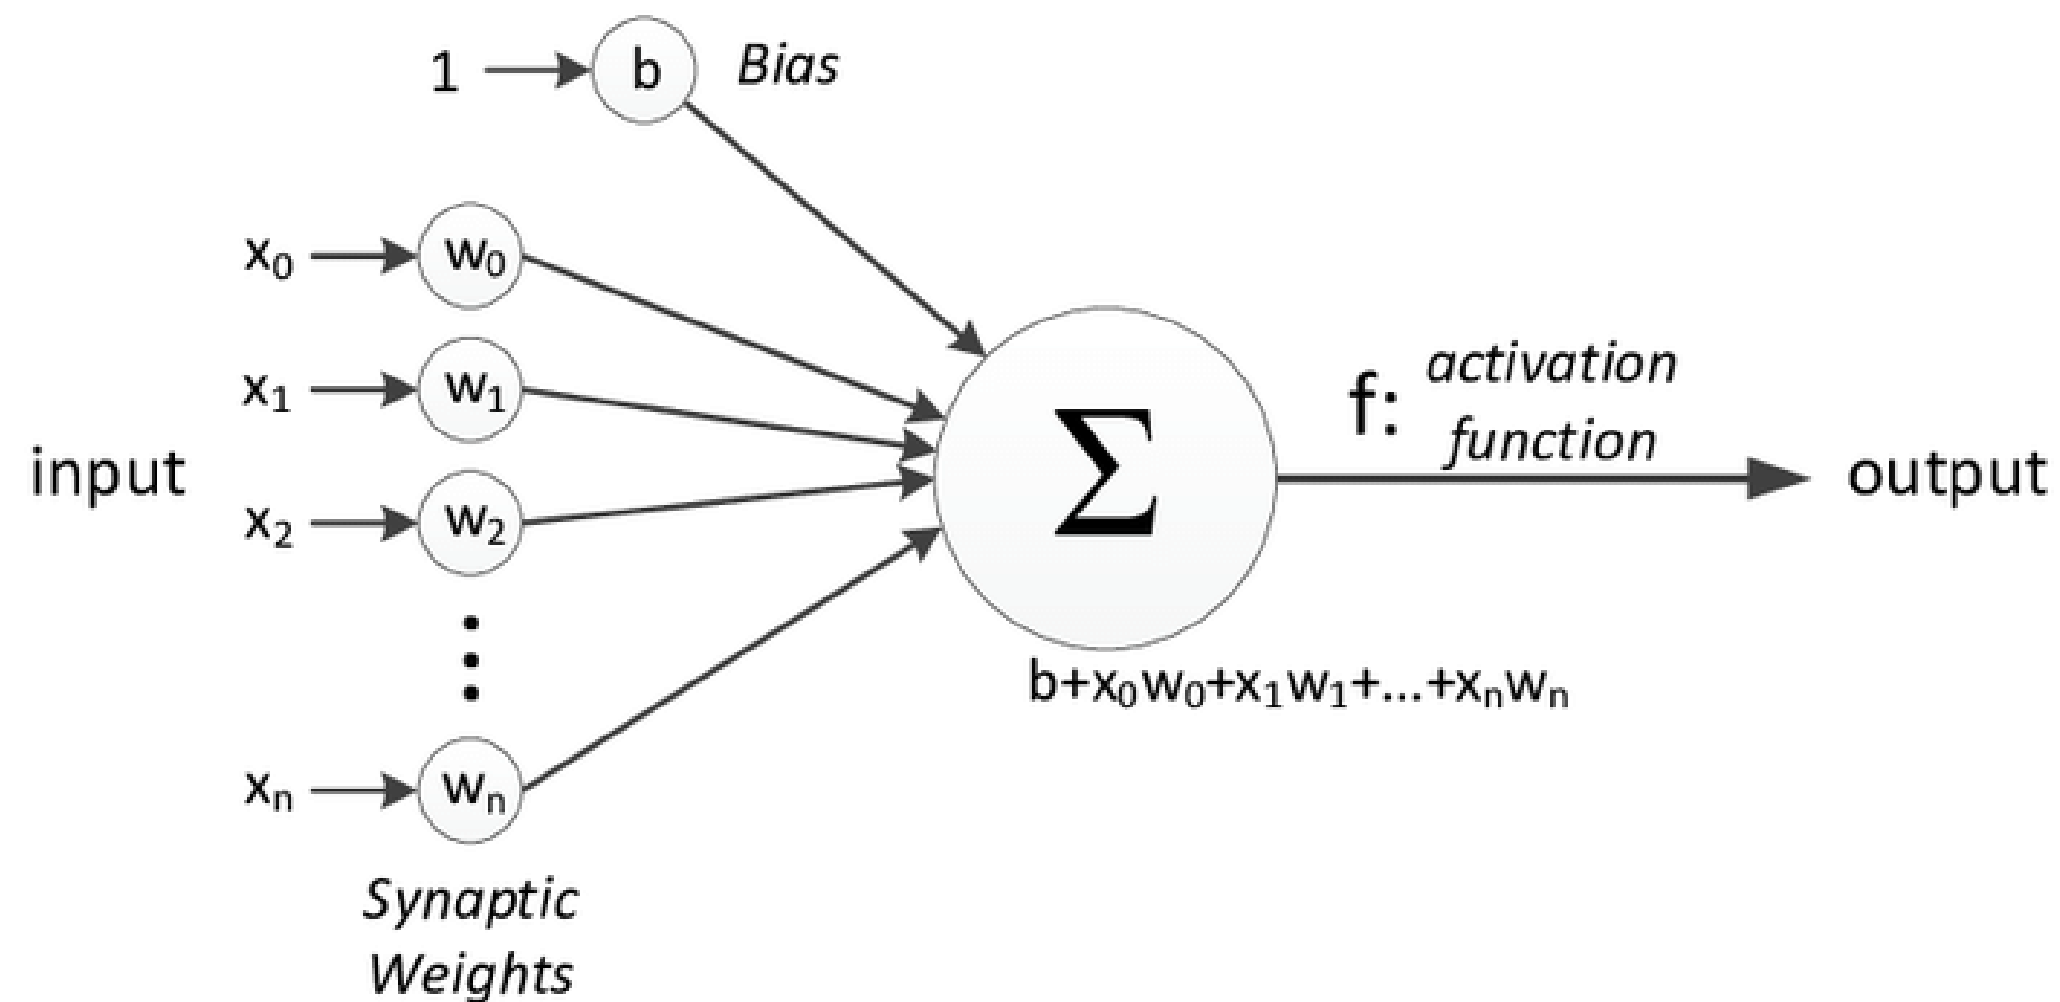 1 b Bias
x₀ w₀
x₁ w₁
input
x₂ w₂
xₙ wₙ
Synaptic
Weights
Σ
b+x₀w₀+x₁w₁+...+xₙwₙ
f: activation
function
output